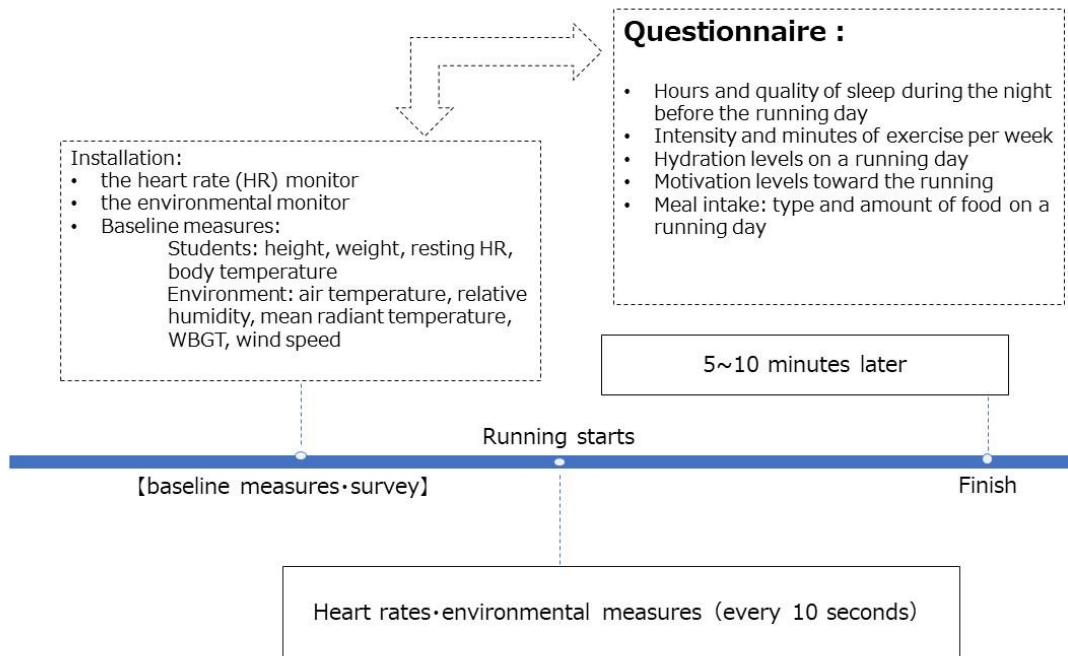 Questionnaire :
• Hours and quality of sleep during the night
before the running day
• Intensity and minutes of exercise per week
• Hydration levels on a running day
• Motivation levels toward the running
• Meal intake: type and amount of food on a
running day
Installation:
• the heart rate (HR) monitor
• the environmental monitor
• Baseline measures:
Students: height, weight, resting HR,
body temperature
Environment: air temperature, relative
humidity, mean radiant temperature,
WBGT, wind speed
5~10 minutes later
Running starts
【baseline measures・survey】
Finish
Heart rates・environmental measures（every 10 seconds）